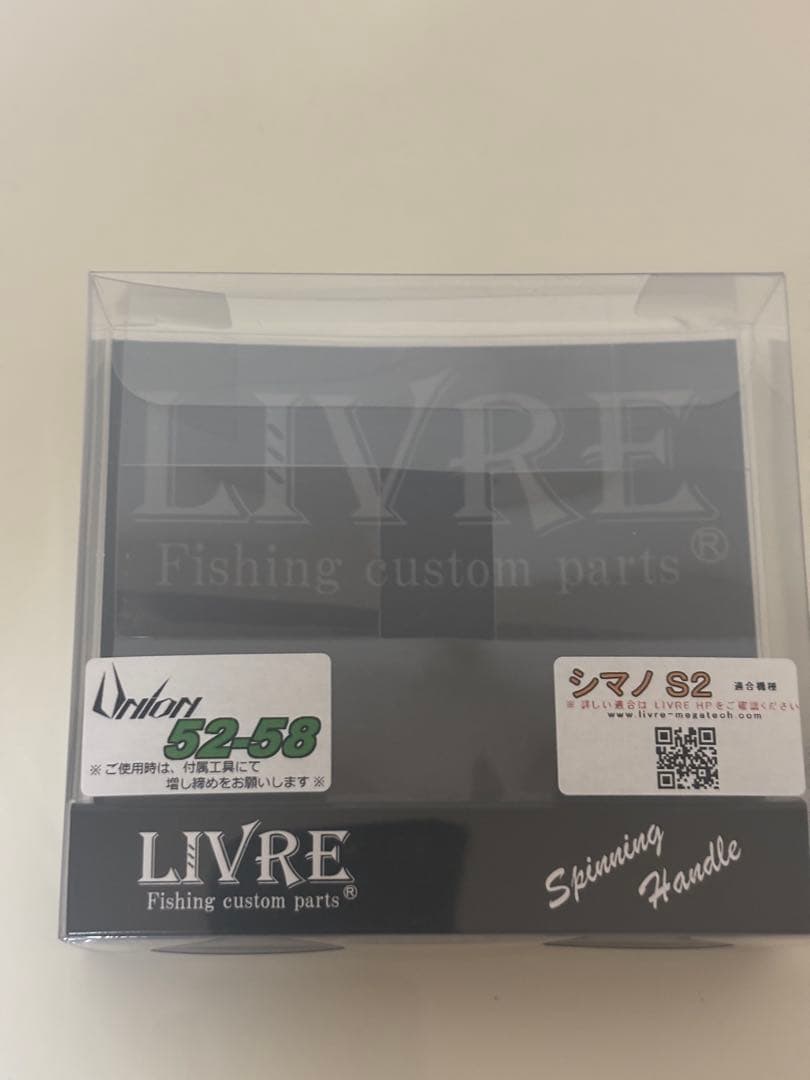 LIVRE
Fishing custom parts®
Union
52-58
※ ご使用時は、付属工具にて
増し締めをお願いします ※
シマノ S2 適合機種
※ 詳しい適合は LIVRE HPをご確認ください
www.livre-megatech.com
LIVRE
Fishing custom parts®
Spinning
Handle